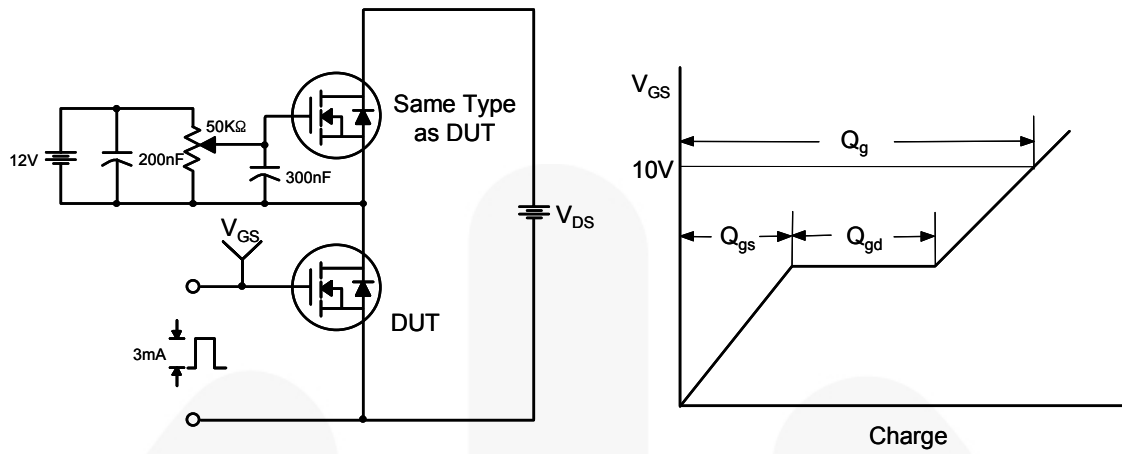 12V
200nF
50KΩ
300nF
Same Type
as DUT
V_DS
V_GS
DUT
3mA
V_GS
10V
Q_g
Q_gs
Q_gd
Charge